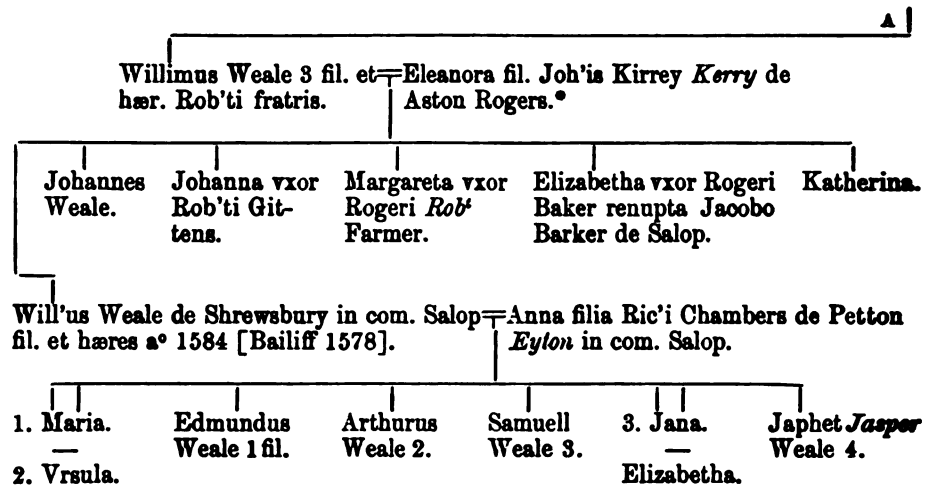 A
Willimus Weale 3 fil. et Eleanora fil. Joh'is Kirrey Kerry de
hær. Rob'ti fratris. Aston Rogers.*
Johannes Johanna vxor Margareta vxor Elizabetha vxor Rogeri Katherina.
Weale. Rob'ti Git- Rogeri Robt Baker renupta Jacobo
tens. Farmer. Barker de Salop.
Will'us Weale de Shrewsbury in com. Salop Anna filia Ric'i Chambers de Petton
fil. et hæres aº 1584 [Bailiff 1578]. Eyton in com. Salop.
1. Maria. Edmundus Arthurus Samuell 3. Jana. Japhet Jasper
Weale 1 fil. Weale 2. Weale 3. Weale 4.
2. Vrsula. Elizabetha.